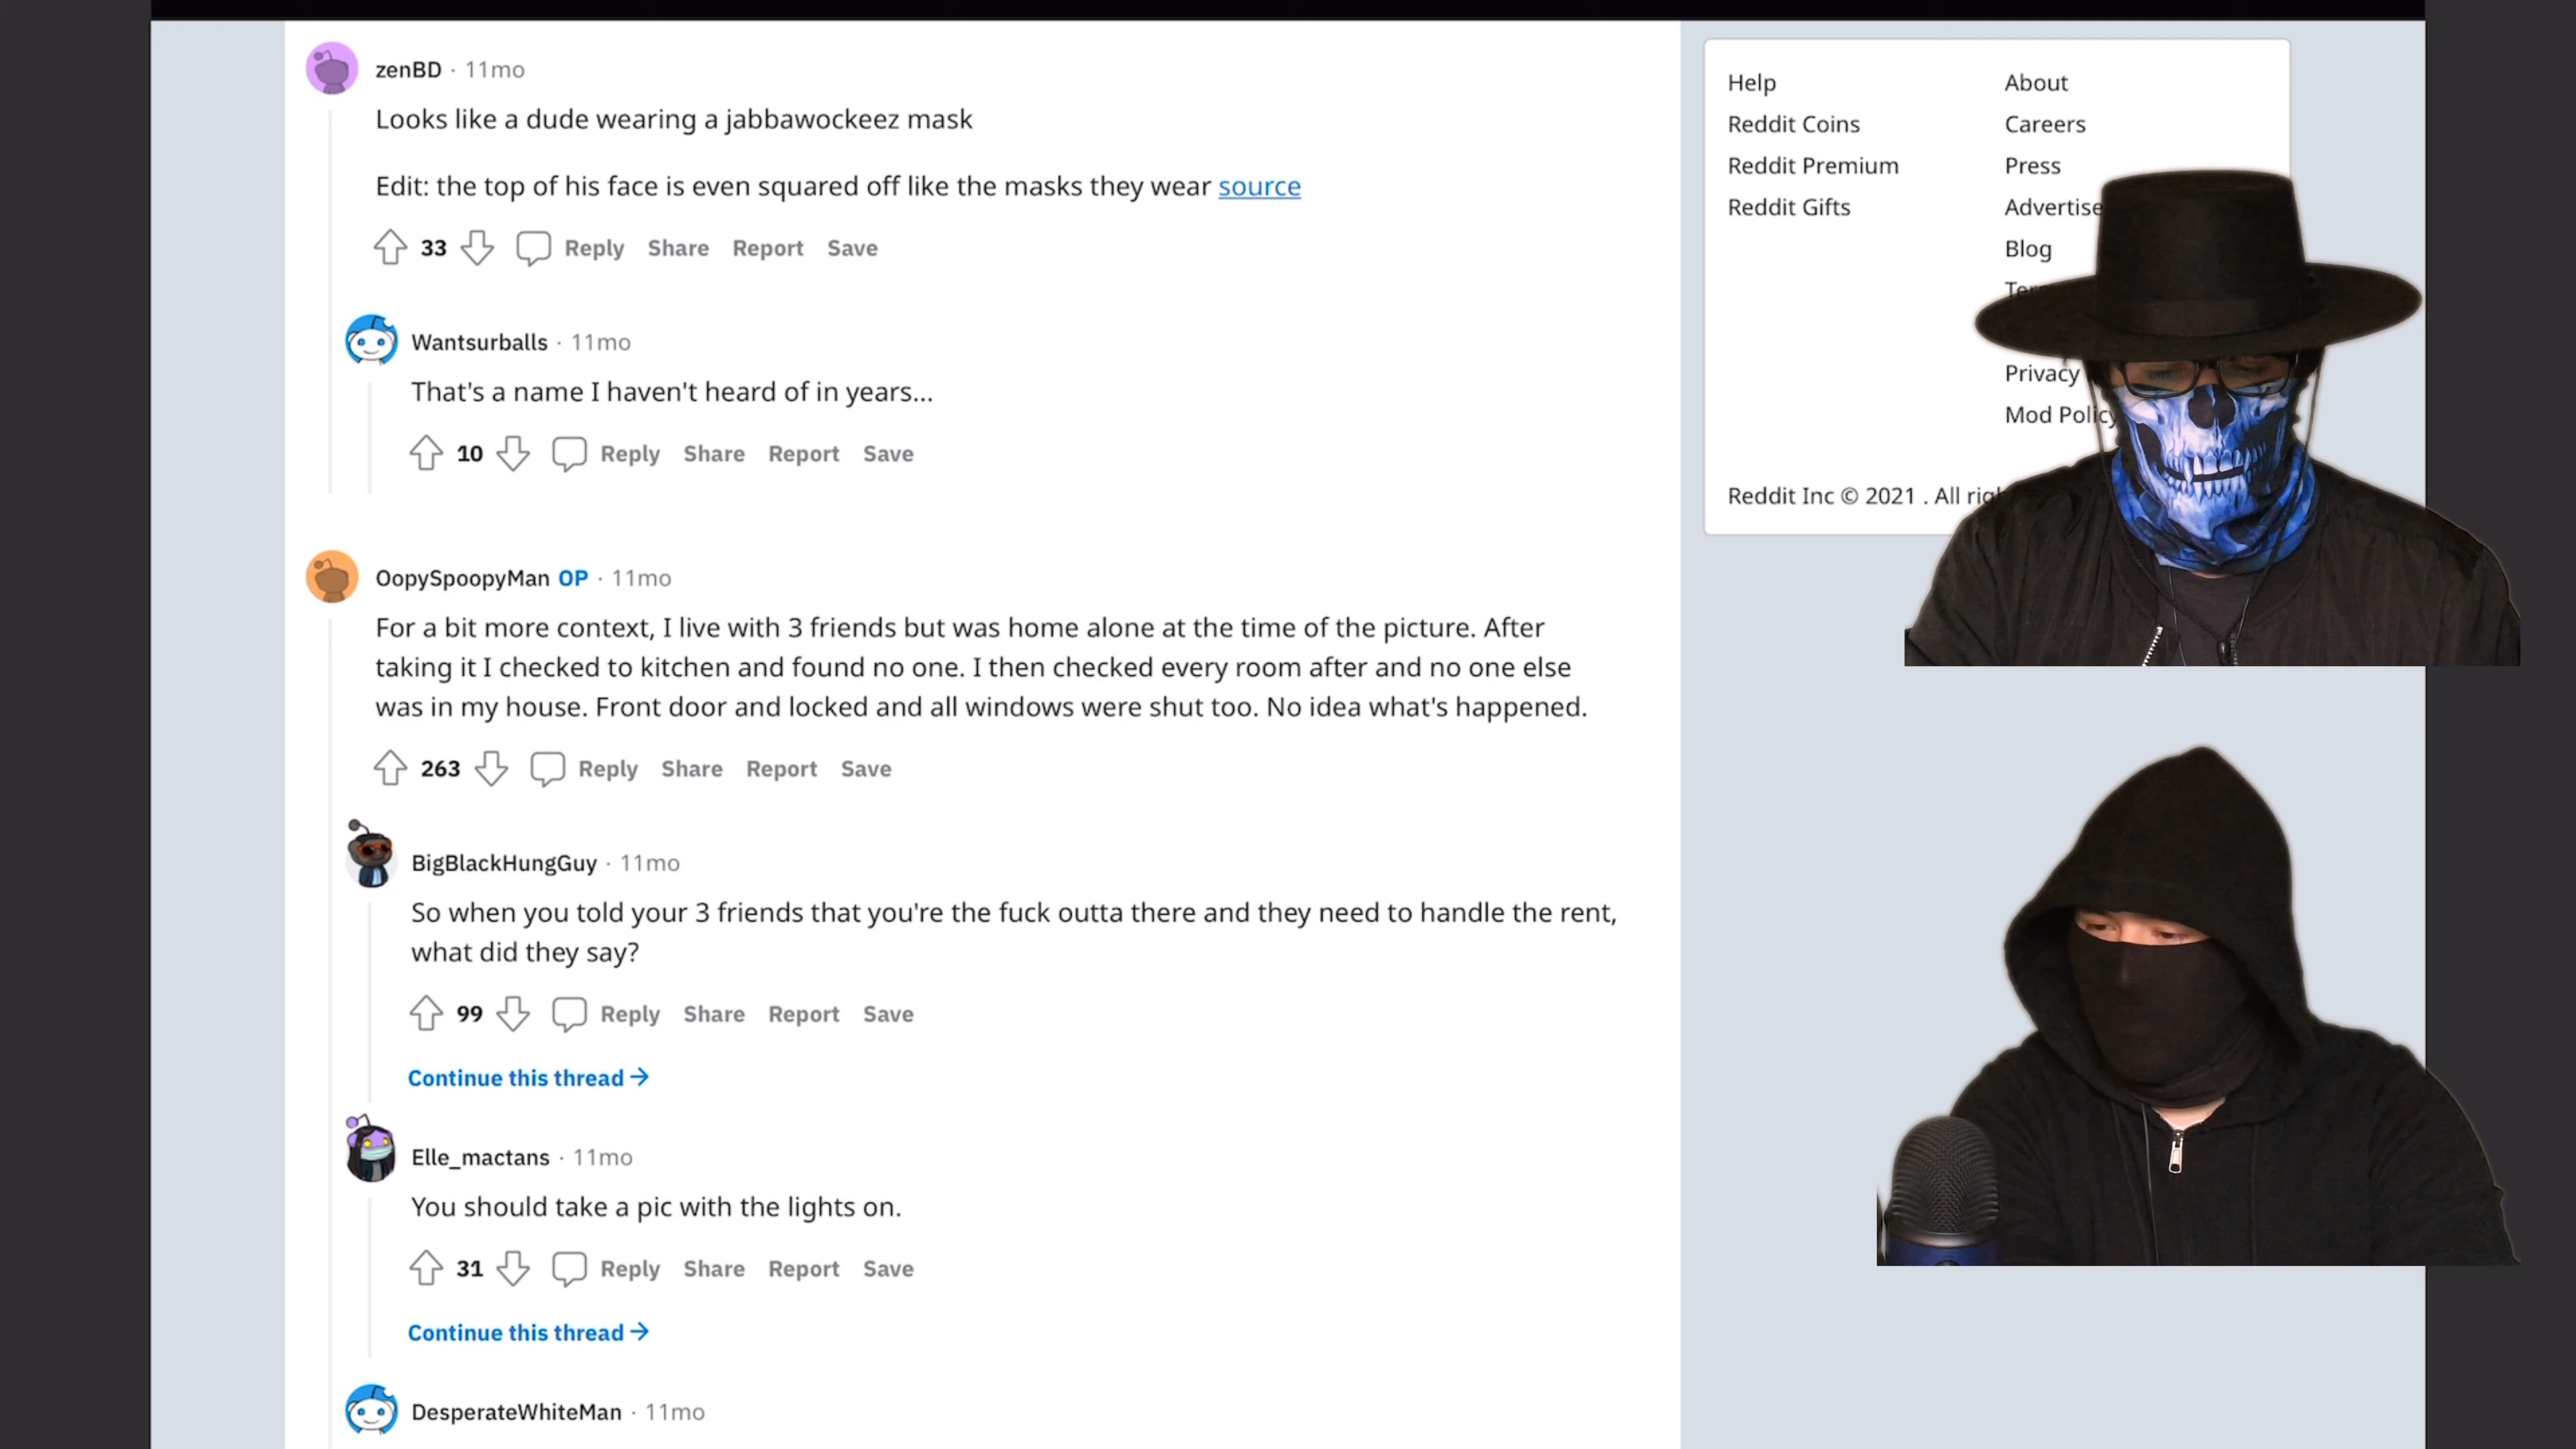 zenBD · 11mo
Looks like a dude wearing a jabbawockeez mask
Edit: the top of his face is even squared off like the masks they wear source
33 Reply Share Report Save
Wantsurballs · 11mo
That's a name I haven't heard of in years...
10 Reply Share Report Save
OopySpoopyMan OP · 11mo
For a bit more context, I live with 3 friends but was home alone at the time of the picture. After
taking it I checked to kitchen and found no one. I then checked every room after and no one else
was in my house. Front door and locked and all windows were shut too. No idea what's happened.
263 Reply Share Report Save
BigBlackHungGuy · 11mo
So when you told your 3 friends that you're the fuck outta there and they need to handle the rent,
what did they say?
99 Reply Share Report Save
Continue this thread →
Elle_mactans · 11mo
You should take a pic with the lights on.
31 Reply Share Report Save
Continue this thread →
DesperateWhiteMan · 11mo
Help
Reddit Coins
Reddit Premium
Reddit Gifts
About
Careers
Press
Advertise
Blog
Privacy
Mod Policy
Reddit Inc © 2021 . All